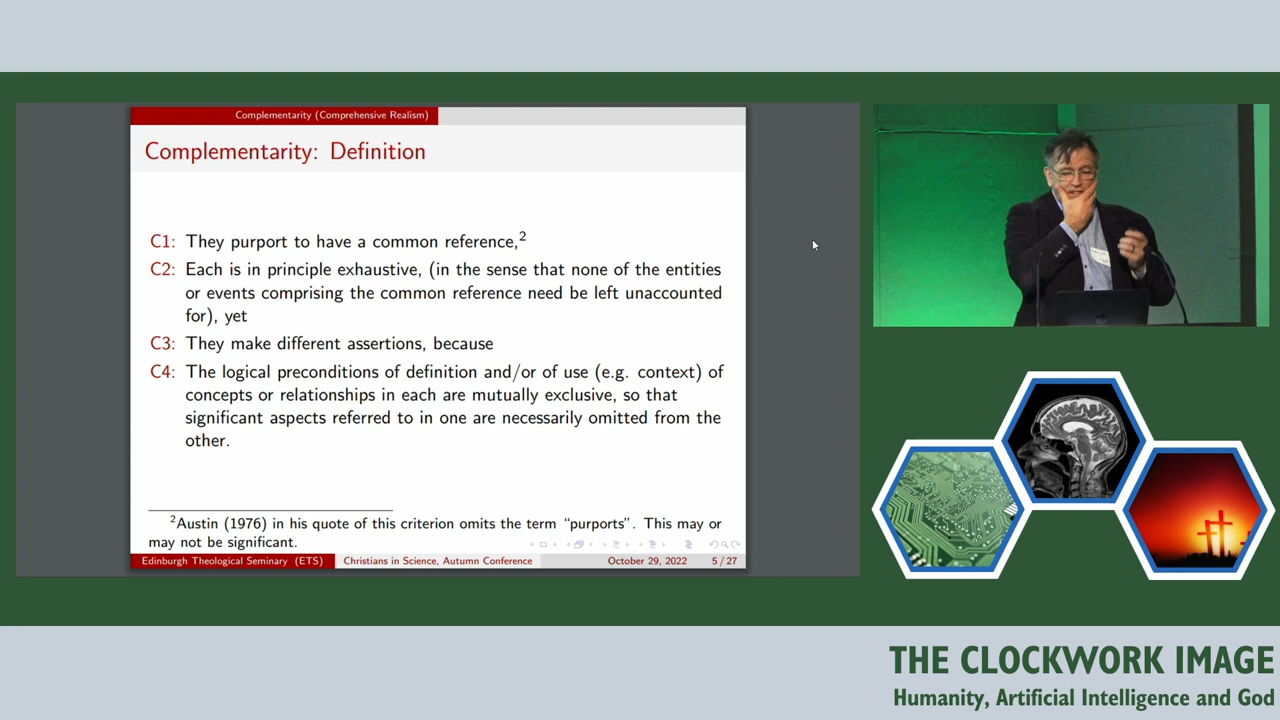 Complementarity (Comprehensive Realism)
Complementarity: Definition
C1: They purport to have a common reference,²
C2: Each is in principle exhaustive, (in the sense that none of the entities
or events comprising the common reference need be left unaccounted
for), yet
C3: They make different assertions, because
C4: The logical preconditions of definition and/or of use (e.g. context) of
concepts or relationships in each are mutually exclusive, so that
significant aspects referred to in one are necessarily omitted from the
other.
²Austin (1976) in his quote of this criterion omits the term “purports”. This may or
may not be significant.
Edinburgh Theological Seminary (ETS) Christians in Science, Autumn Conference October 29, 2022 5 / 27
THE CLOCKWORK IMAGE
Humanity, Artificial Intelligence and God